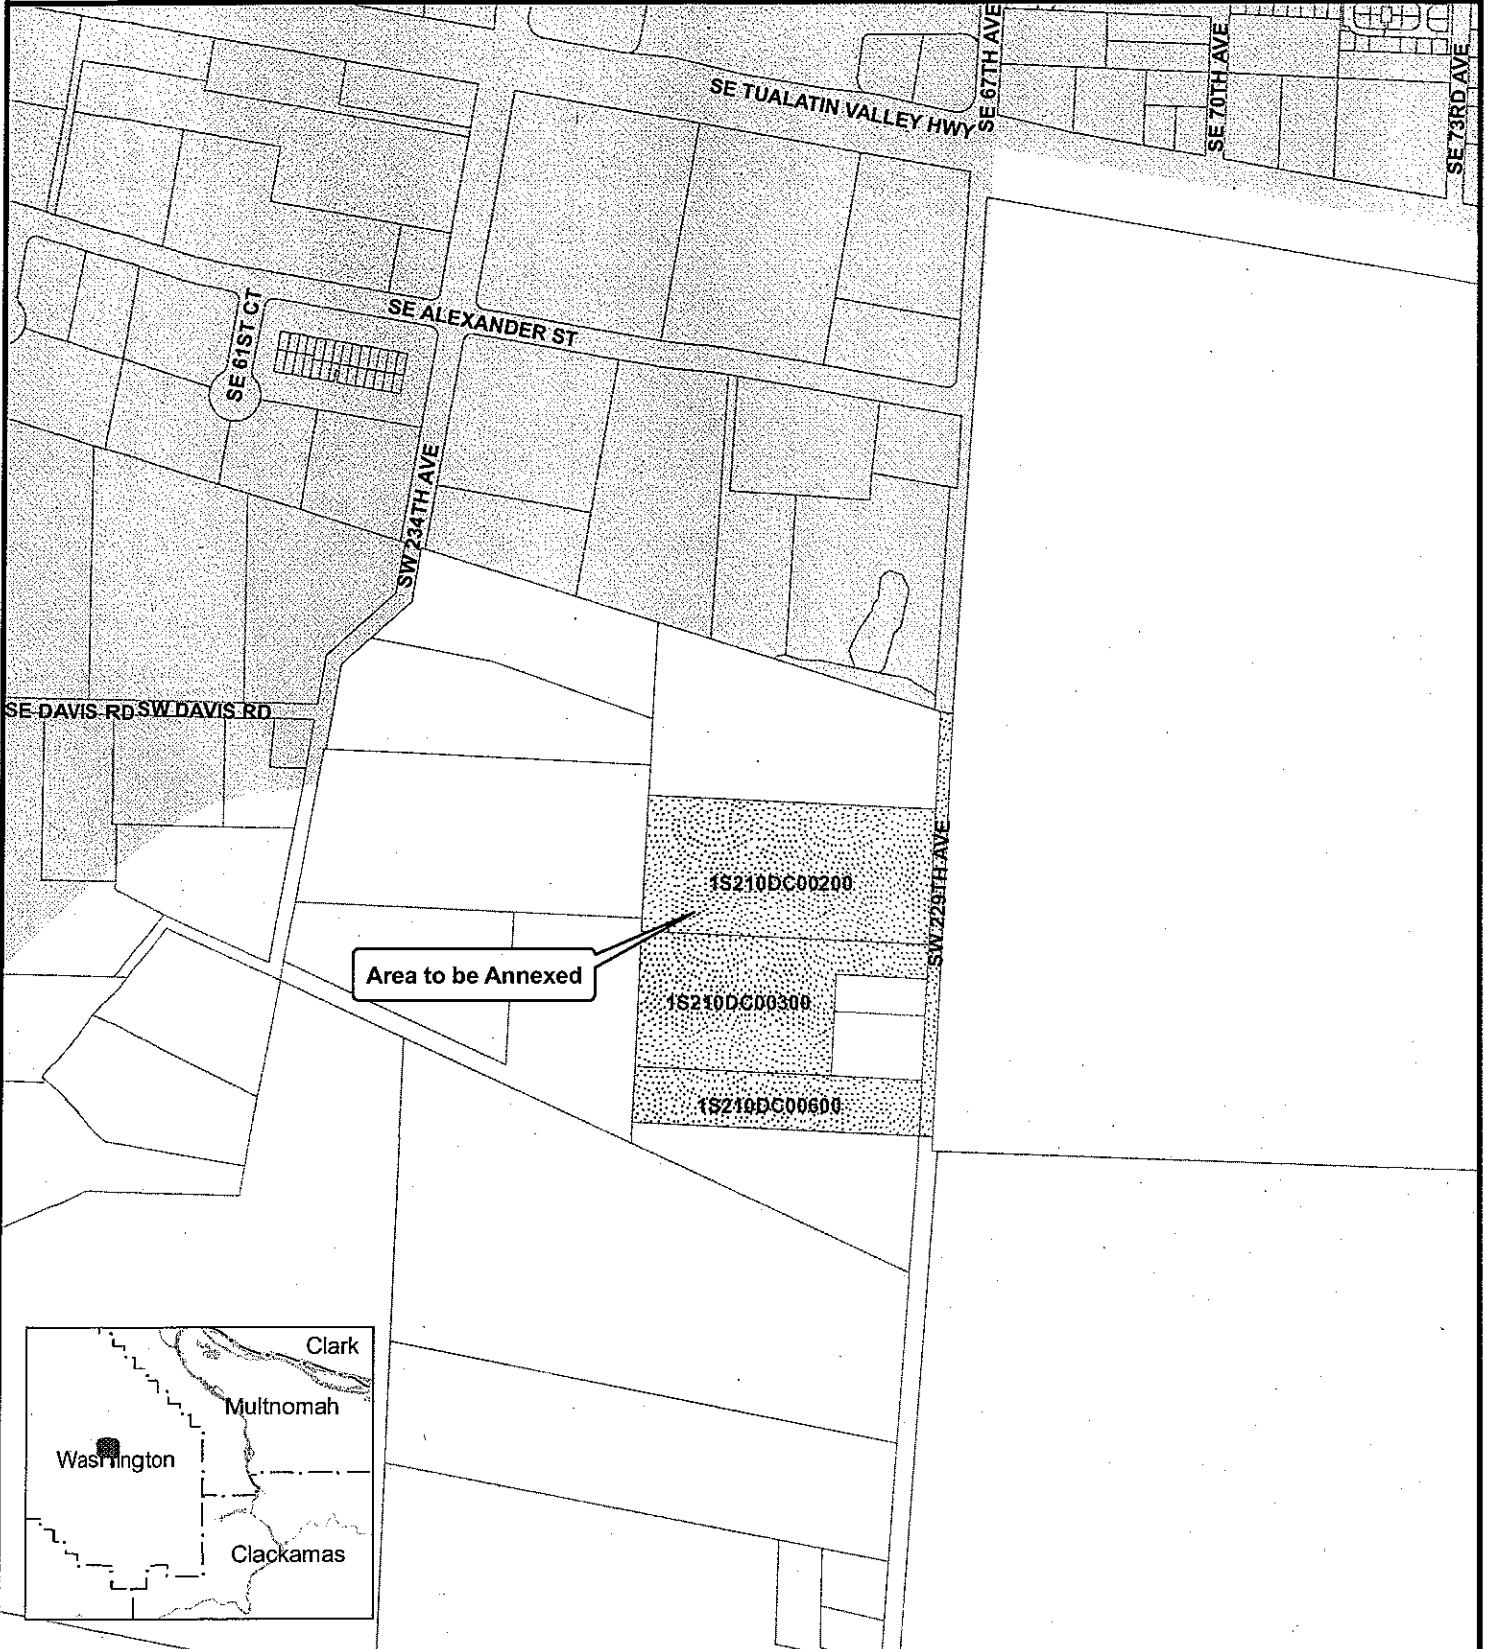 SE TUALATIN VALLEY HWY
SE 67TH AVE
SE 70TH AVE
SE 73RD AVE
SE ALEXANDER ST
SE 61ST CT
SW 234TH AVE
SE DAVIS RD
SW DAVIS RD
1S210DC00200
SW 229TH AVE
Area to be Annexed
1S210DC00300
1S210DC00600
Clark
Multnomah
Washington
Clackamas